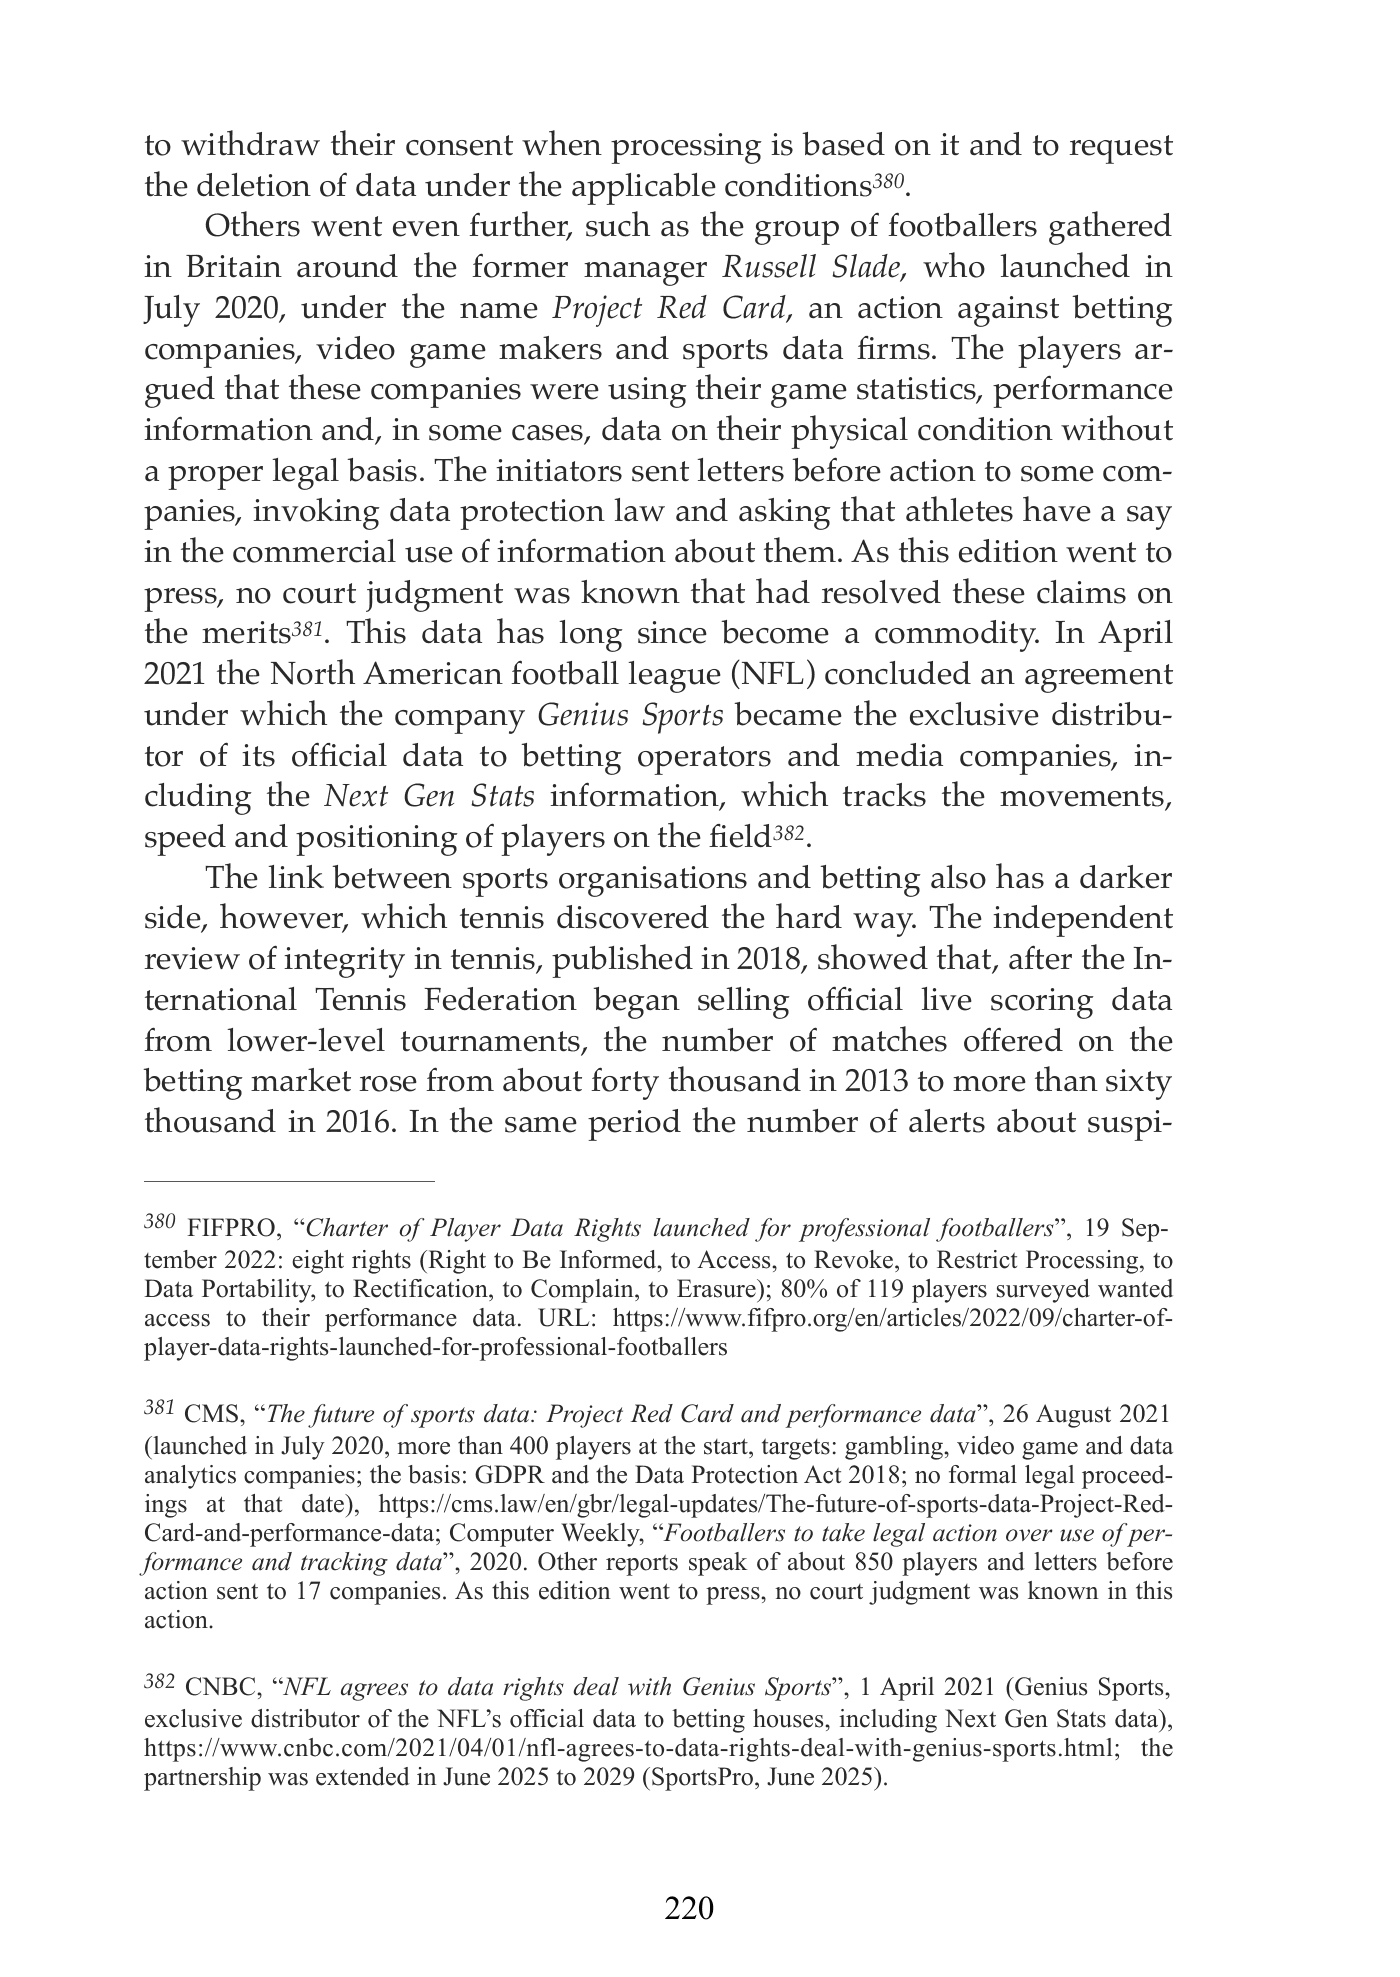 to withdraw their consent when processing is based on it and to request
the deletion of data under the applicable conditions380.
Others went even further, such as the group of footballers gathered
in Britain around the former manager Russell Slade, who launched in
July 2020, under the name Project Red Card, an action against betting
companies, video game makers and sports data firms. The players ar-
gued that these companies were using their game statistics, performance
information and, in some cases, data on their physical condition without
a proper legal basis. The initiators sent letters before action to some com-
panies, invoking data protection law and asking that athletes have a say
in the commercial use of information about them. As this edition went to
press, no court judgment was known that had resolved these claims on
the merits381. This data has long since become a commodity. In April
2021 the North American football league (NFL) concluded an agreement
under which the company Genius Sports became the exclusive distribu-
tor of its official data to betting operators and media companies, in-
cluding the Next Gen Stats information, which tracks the movements,
speed and positioning of players on the field382.
The link between sports organisations and betting also has a darker
side, however, which tennis discovered the hard way. The independent
review of integrity in tennis, published in 2018, showed that, after the In-
ternational Tennis Federation began selling official live scoring data
from lower-level tournaments, the number of matches offered on the
betting market rose from about forty thousand in 2013 to more than sixty
thousand in 2016. In the same period the number of alerts about suspi-
380 FIFPRO, “Charter of Player Data Rights launched for professional footballers”, 19 Sep-
tember 2022: eight rights (Right to Be Informed, to Access, to Revoke, to Restrict Processing, to
Data Portability, to Rectification, to Complain, to Erasure); 80% of 119 players surveyed wanted
access to their performance data. URL: https://www.fifpro.org/en/articles/2022/09/charter-of-
player-data-rights-launched-for-professional-footballers
381 CMS, “The future of sports data: Project Red Card and performance data”, 26 August 2021
(launched in July 2020, more than 400 players at the start, targets: gambling, video game and data
analytics companies; the basis: GDPR and the Data Protection Act 2018; no formal legal proceed-
ings at that date), https://cms.law/en/gbr/legal-updates/The-future-of-sports-data-Project-Red-
Card-and-performance-data; Computer Weekly, “Footballers to take legal action over use of per-
formance and tracking data”, 2020. Other reports speak of about 850 players and letters before
action sent to 17 companies. As this edition went to press, no court judgment was known in this
action.
382 CNBC, “NFL agrees to data rights deal with Genius Sports”, 1 April 2021 (Genius Sports,
exclusive distributor of the NFL’s official data to betting houses, including Next Gen Stats data),
https://www.cnbc.com/2021/04/01/nfl-agrees-to-data-rights-deal-with-genius-sports.html; the
partnership was extended in June 2025 to 2029 (SportsPro, June 2025).
220